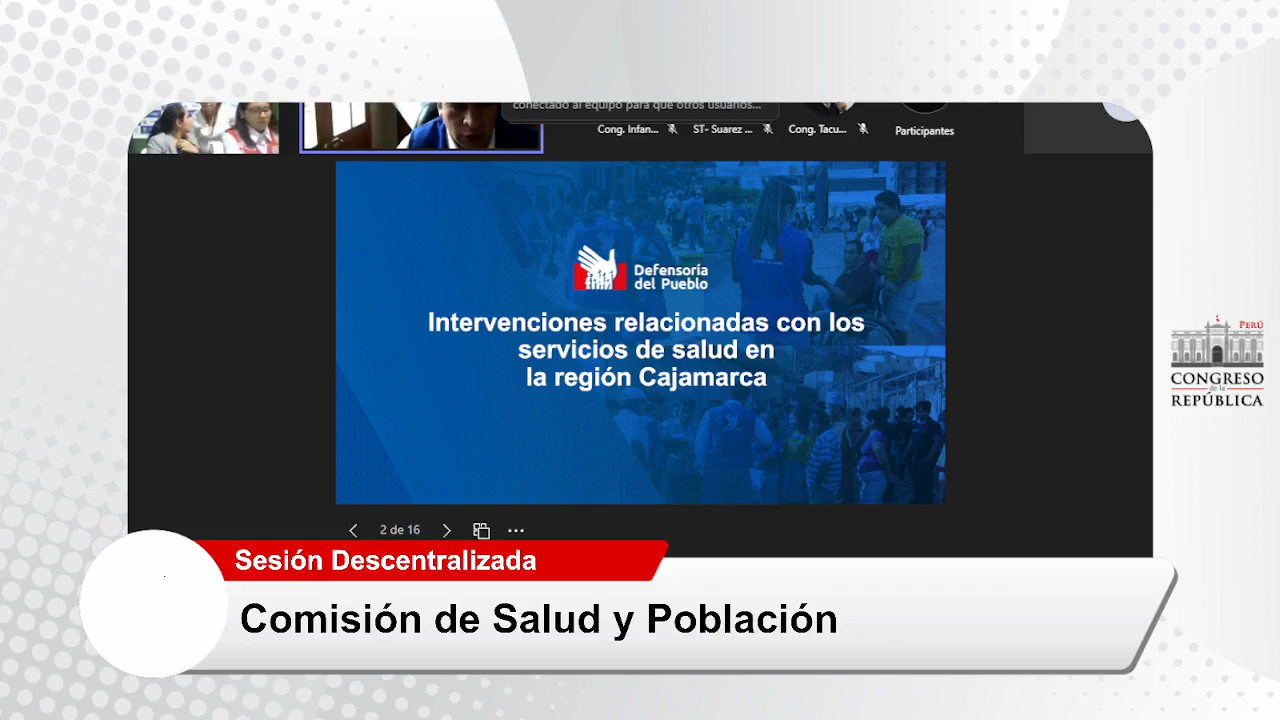 conectado al equipo para que otros usuarios...
Cong. Infan...
ST- Suarez ...
Cong. Tacu...
Participantes
Defensoría
del Pueblo
Intervenciones relacionadas con los
servicios de salud en
la región Cajamarca
2 de 16
PERÚ
CONGRESO
de la
REPÚBLICA
Sesión Descentralizada
Comisión de Salud y Población